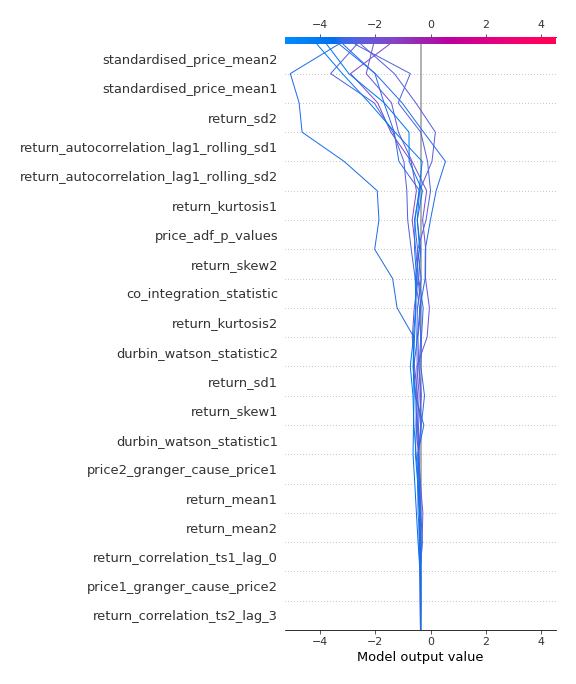 −4 −2 0 2 4
standardised_price_mean2
standardised_price_mean1
return_sd2
return_autocorrelation_lag1_rolling_sd1
return_autocorrelation_lag1_rolling_sd2
return_kurtosis1
price_adf_p_values
return_skew2
co_integration_statistic
return_kurtosis2
durbin_watson_statistic2
return_sd1
return_skew1
durbin_watson_statistic1
price2_granger_cause_price1
return_mean1
return_mean2
return_correlation_ts1_lag_0
price1_granger_cause_price2
return_correlation_ts2_lag_3
−4 −2 0 2 4
Model output value